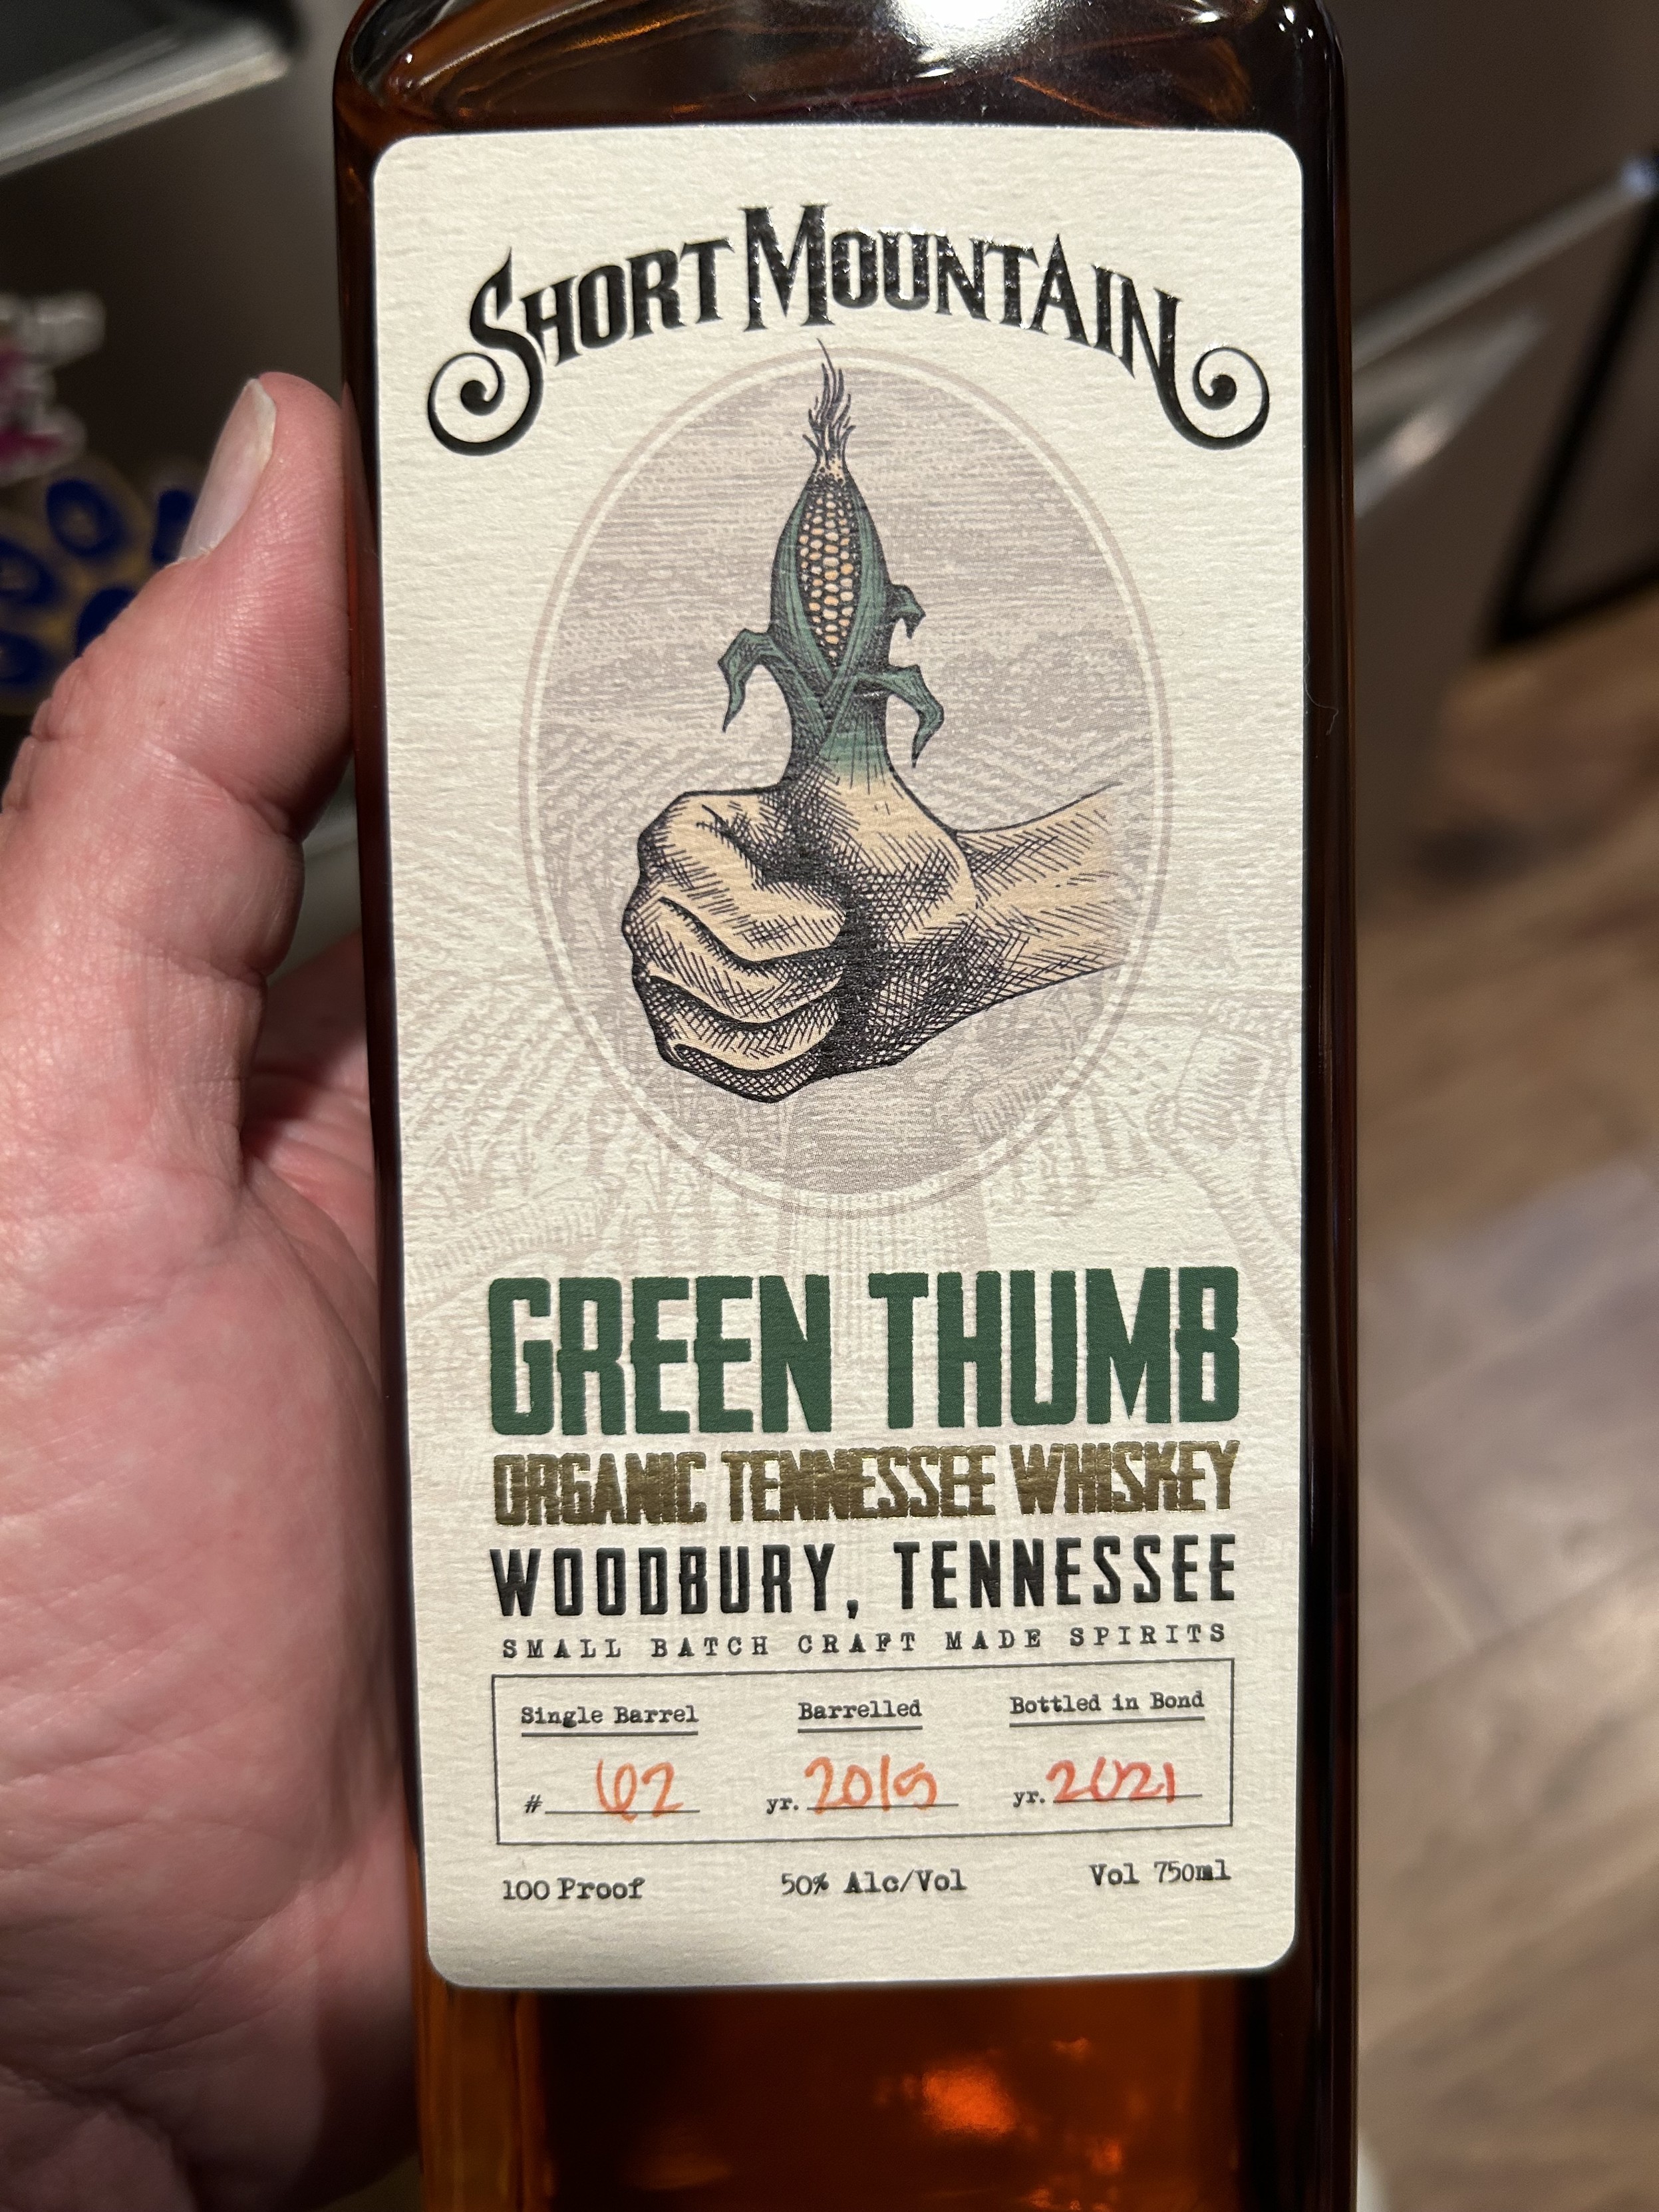 SHORT MOUNTAIN
GREEN THUMB
ORGANIC TENNESSEE WHISKEY
WOODBURY, TENNESSEE
SMALL BATCH CRAFT MADE SPIRITS
Single Barrel Barrelled Bottled in Bond
# 62 yr. 2015 yr. 2021
100 Proof 50% Alc/Vol Vol 750ml